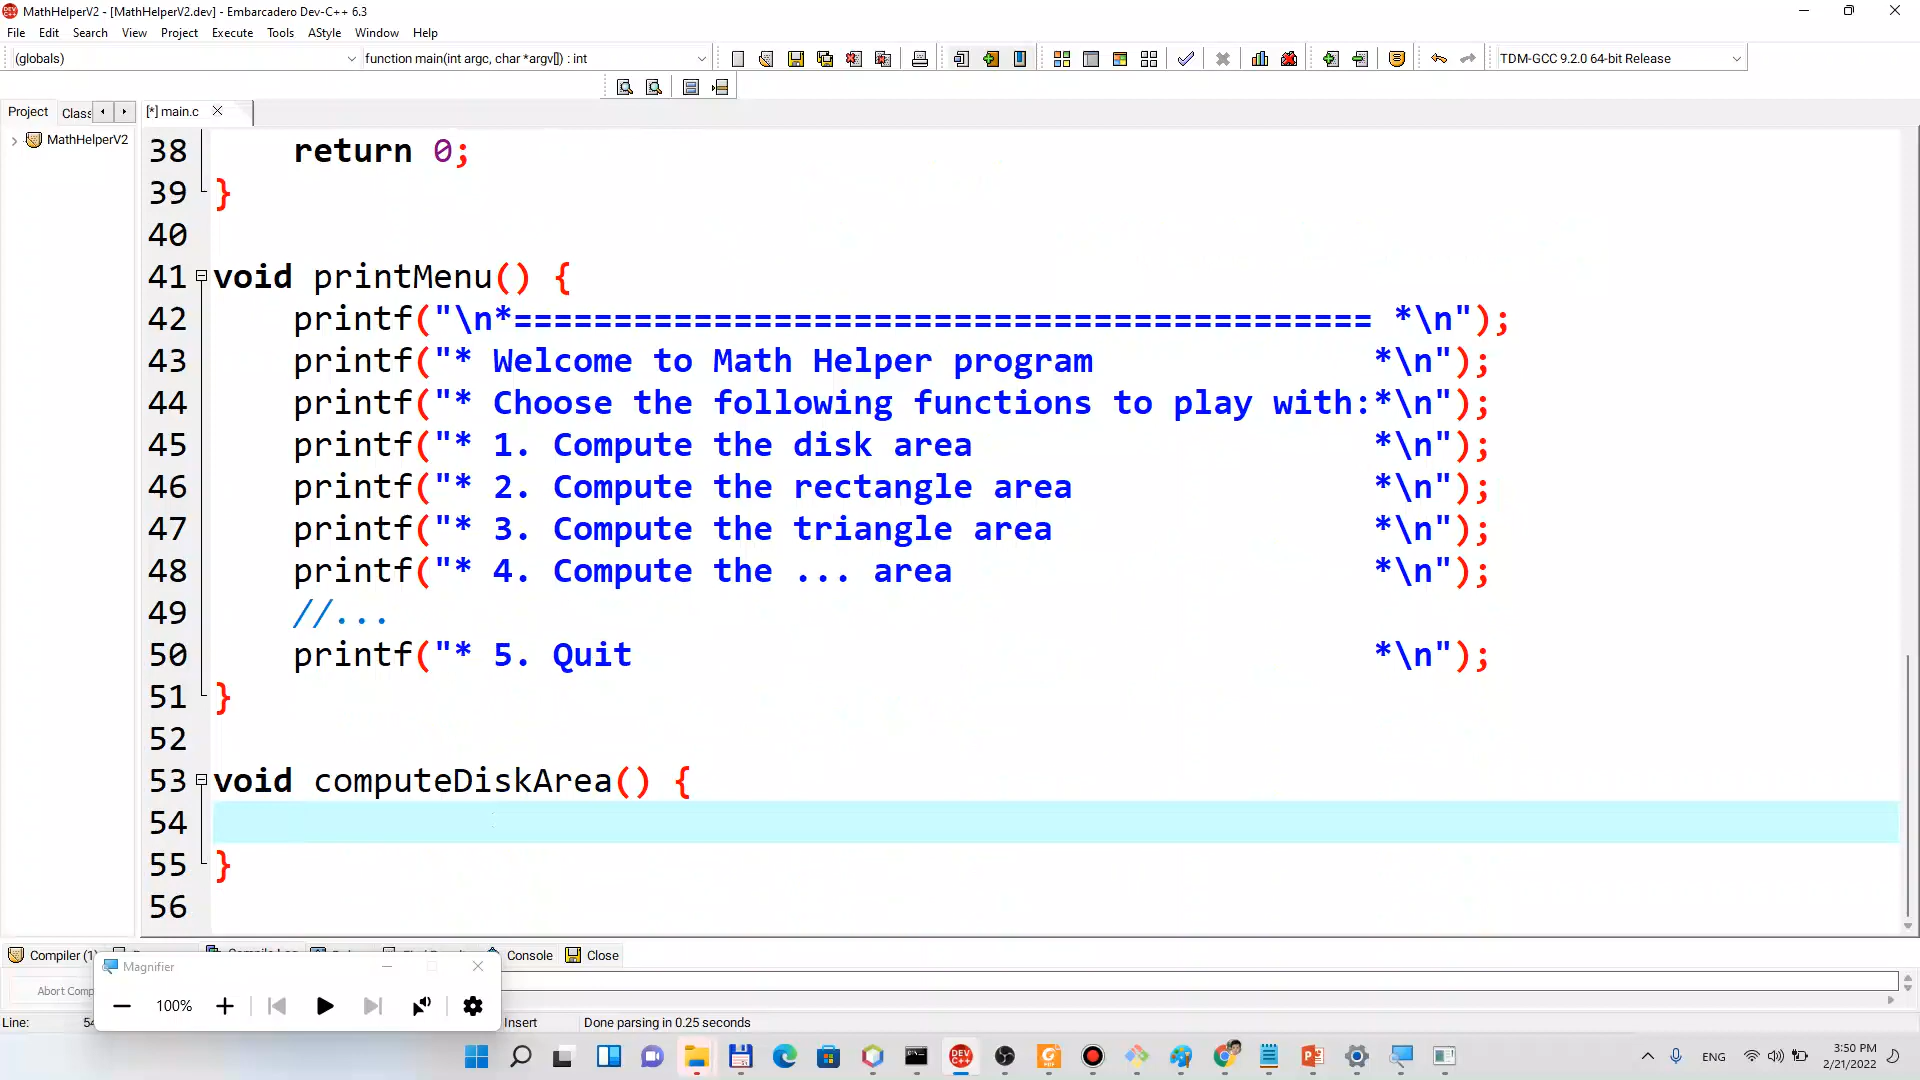 MathHelperV2 - [MathHelperV2.dev] - Embarcadero Dev-C++ 6.3
File Edit Search View Project Execute Tools AStyle Window Help
(globals) function main(int argc, char *argv[]) : int TDM-GCC 9.2.0 64-bit Release
Project Class [*] main.c
MathHelperV2
38 return 0;
39 }
40
41 void printMenu() {
42 printf("\n*=========================================== *\n");
43 printf("* Welcome to Math Helper program *\n");
44 printf("* Choose the following functions to play with:*\n");
45 printf("* 1. Compute the disk area *\n");
46 printf("* 2. Compute the rectangle area *\n");
47 printf("* 3. Compute the triangle area *\n");
48 printf("* 4. Compute the ... area *\n");
49 //...
50 printf("* 5. Quit *\n");
51 }
52
53 void computeDiskArea() {
54
55 }
56
Compiler (1) Console Close
Magnifier
Abort Comp
100%
Line: 54 Insert Done parsing in 0.25 seconds
ENG 3:50 PM
2/21/2022